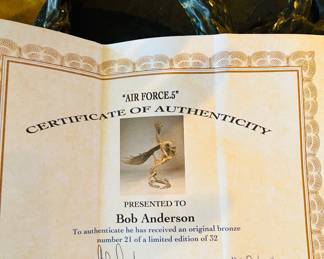 "AIR FORCE.5"
CERTIFICATE OF AUTHENTICITY
PRESENTED TO
Bob Anderson
To authenticate he has received an original bronze
number 21 of a limited edition of 32